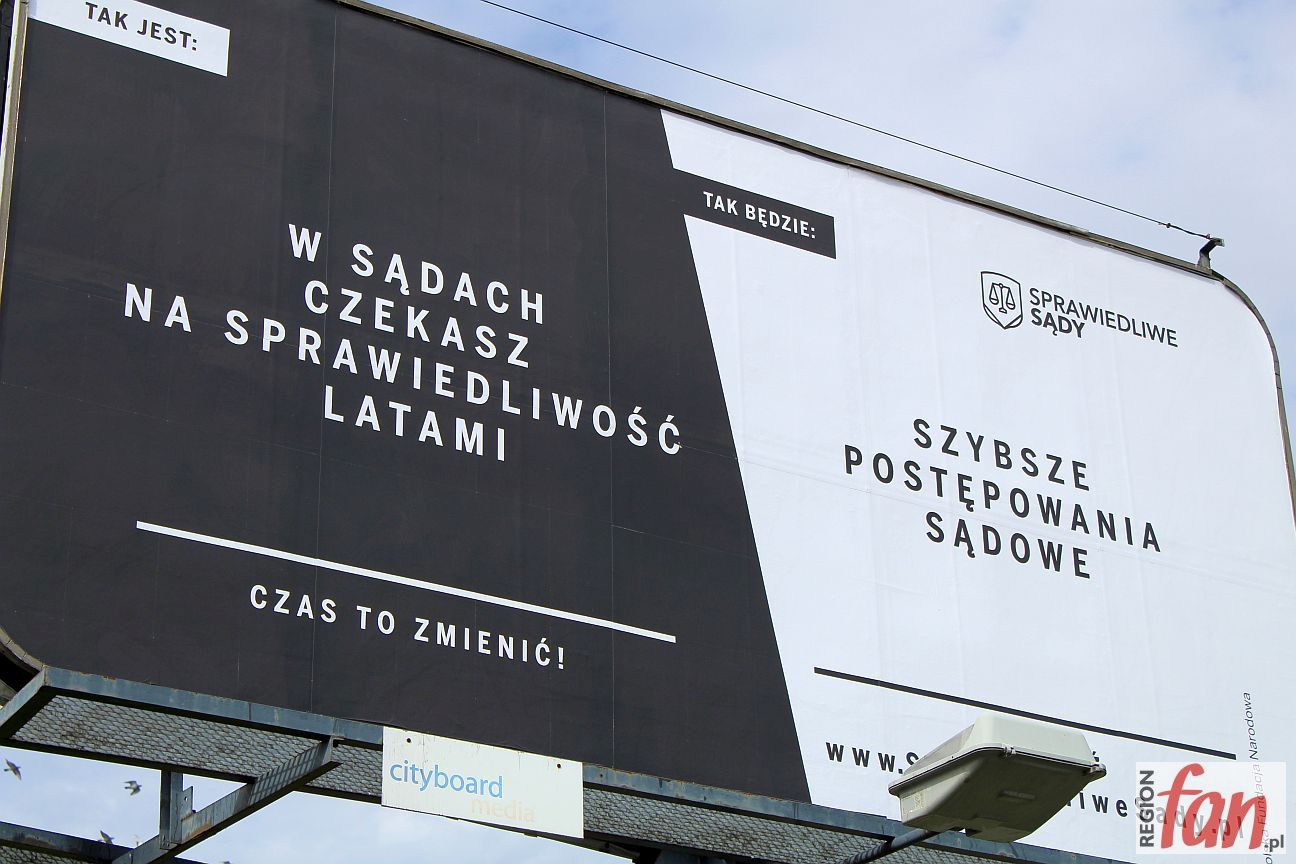 TAK JEST:
W SĄDACH
CZEKASZ
NA SPRAWIEDLIWOŚĆ
LATAMI
CZAS TO ZMIENIĆ!
TAK BĘDZIE:
SPRAWIEDLIWE
SĄDY
SZYBSZE
POSTĘPOWANIA
SĄDOWE
Narodowa
cityboard
media
REGION
fan
.pl